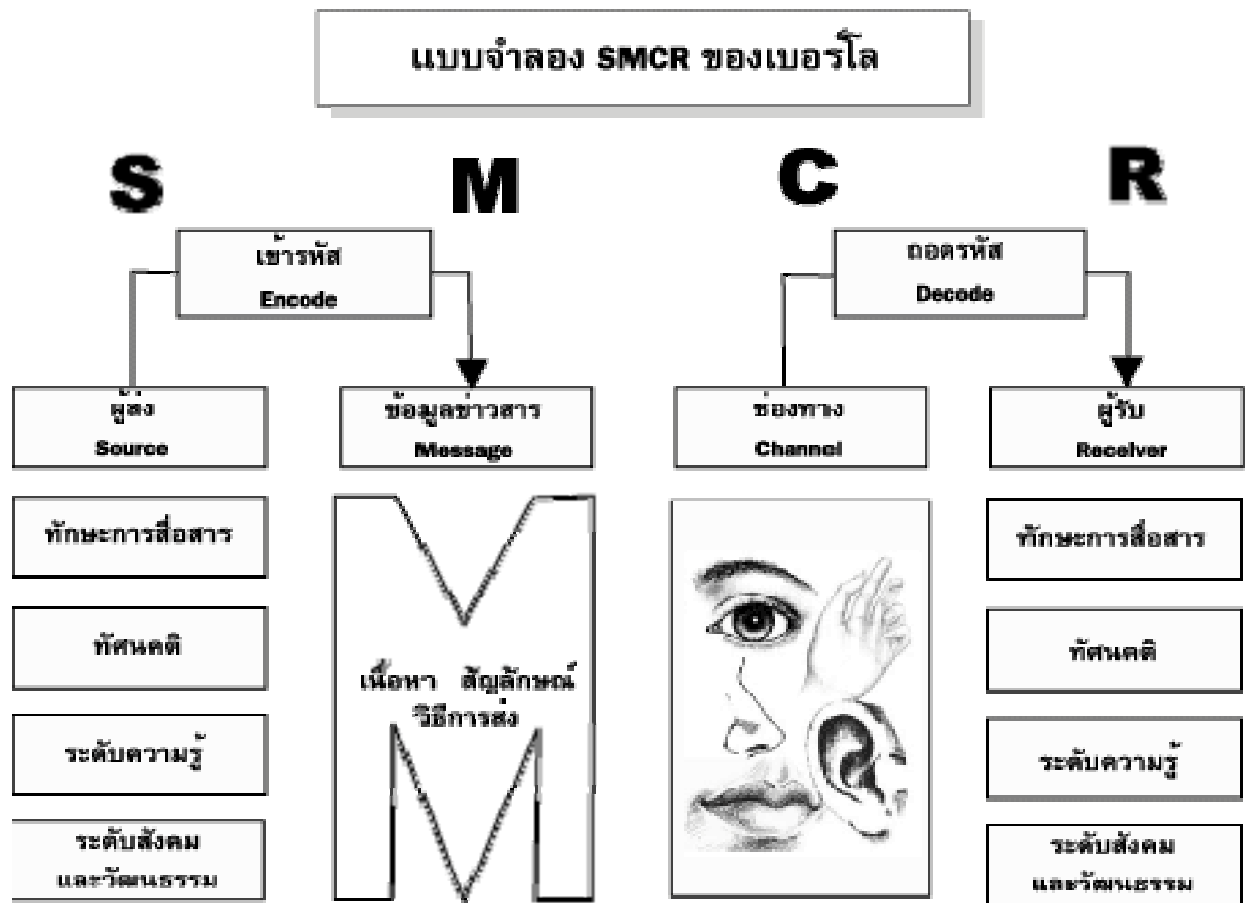 แบบจำลอง SMCR ของเบอร์โล
S M C R
เข้ารหัส
Encode
ถอดรหัส
Decode
ผู้ส่ง
Source
ข้อมูลข่าวสาร
Message
ช่องทาง
Channel
ผู้รับ
Receiver
ทักษะการสื่อสาร
ทัศนคติ
ระดับความรู้
ระดับสังคม
และวัฒนธรรม
เนื้อหา สัญลักษณ์
วิธีการส่ง
ทักษะการสื่อสาร
ทัศนคติ
ระดับความรู้
ระดับสังคม
และวัฒนธรรม